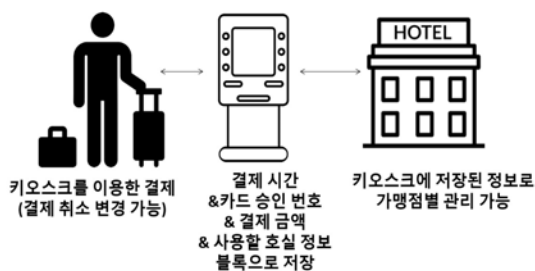 HOTEL
키오스크를 이용한 결제
(결제 취소 변경 가능)
결제 시간
&카드 승인 번호
& 결제 금액
& 사용할 호실 정보
블록으로 저장
키오스크에 저장된 정보로
가맹점별 관리 가능